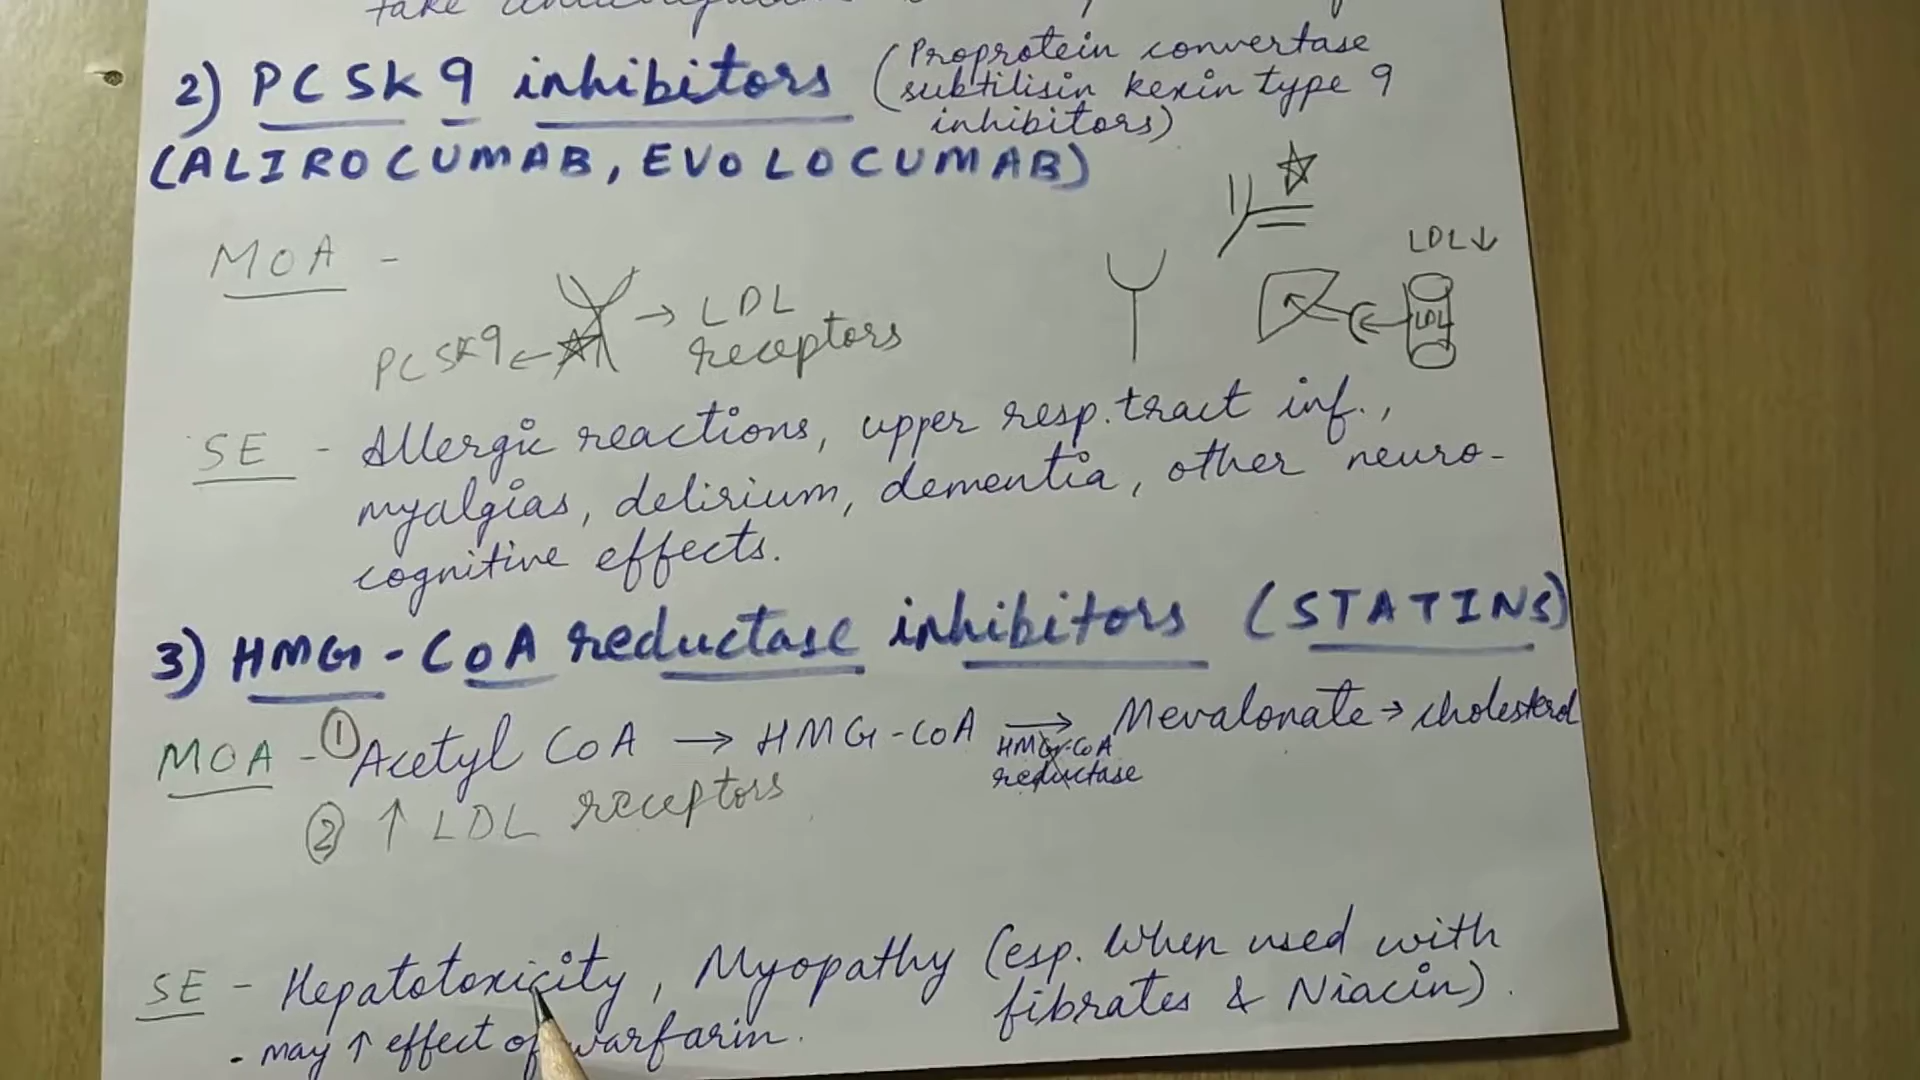 take
2) PCSK9 inhibitors (Proprotein convertase
subtilisin kexin type 9
inhibitors)
(ALIROCUMAB, EVOLOCUMAB)
MOA -
LDL↓
LDL
PCSK9 ← → LDL
receptors
SE - Allergic reactions, upper resp. tract inf.,
myalgias, delirium, dementia, other neuro-
cognitive effects.
3) HMG-CoA reductase inhibitors (STATINS)
MOA - ① Acetyl CoA → HMG-CoA → Mevalonate → cholesterol
HMG-CoA
reductase
② ↑ LDL receptors
SE - Hepatotoxicity, Myopathy (esp. when used with
fibrates & Niacin).
- may ↑ effect of warfarin.